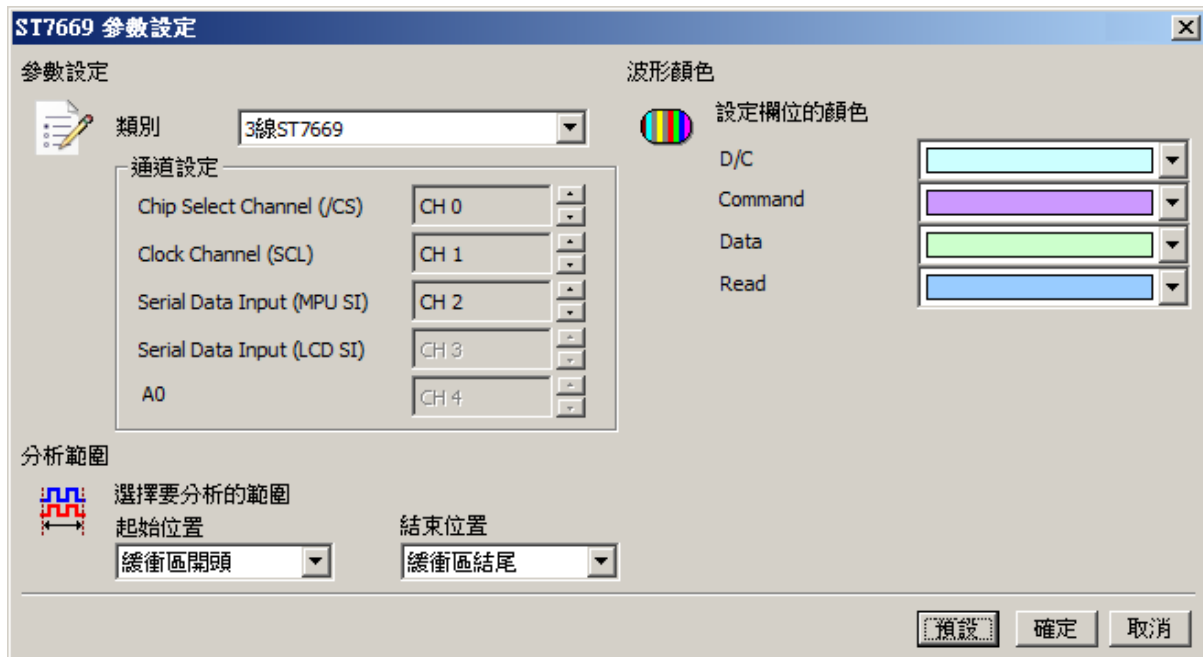 ST7669 參數設定
參數設定
類別
3線ST7669
通道設定
Chip Select Channel (/CS)
CH 0
Clock Channel (SCL)
CH 1
Serial Data Input (MPU SI)
CH 2
Serial Data Input (LCD SI)
CH 3
A0
CH 4
波形顏色
設定欄位的顏色
D/C
Command
Data
Read
分析範圍
選擇要分析的範圍
起始位置
緩衝區開頭
結束位置
緩衝區結尾
預設
確定
取消